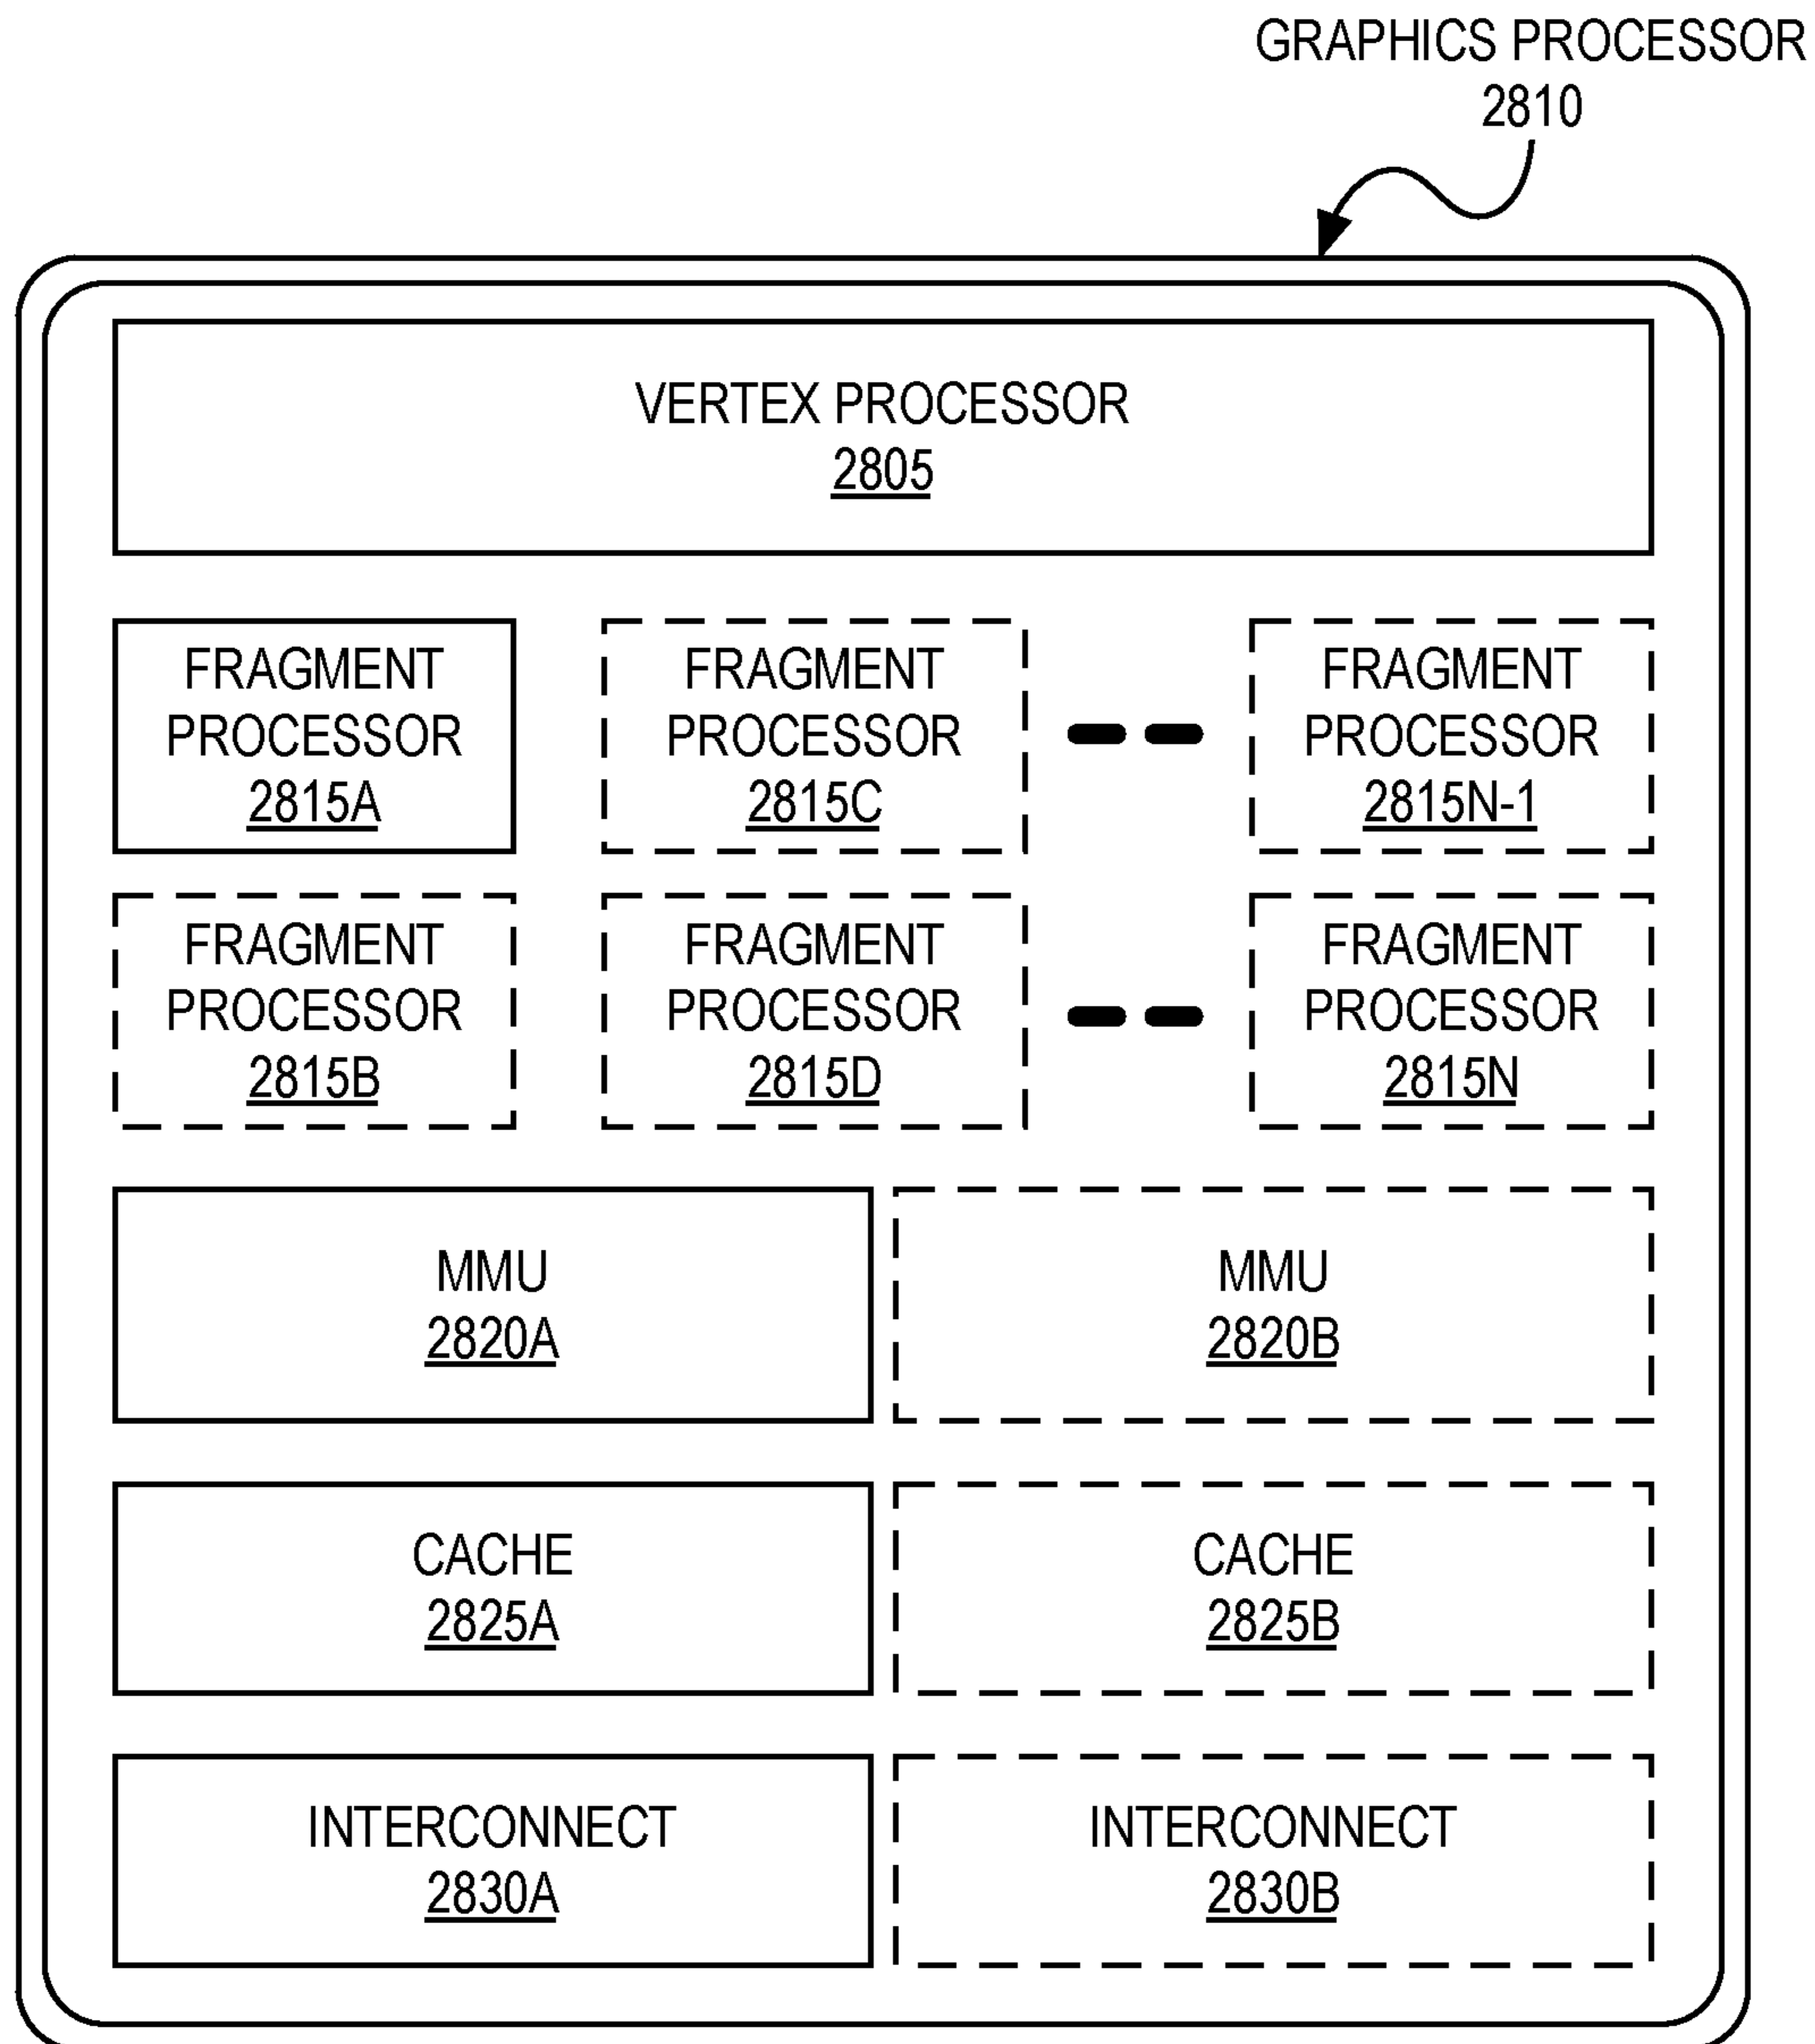 GRAPHICS PROCESSOR
2810
VERTEX PROCESSOR
2805
FRAGMENT
PROCESSOR
2815A
FRAGMENT
PROCESSOR
2815C
FRAGMENT
PROCESSOR
2815N-1
FRAGMENT
PROCESSOR
2815B
FRAGMENT
PROCESSOR
2815D
FRAGMENT
PROCESSOR
2815N
MMU
2820A
MMU
2820B
CACHE
2825A
CACHE
2825B
INTERCONNECT
2830A
INTERCONNECT
2830B